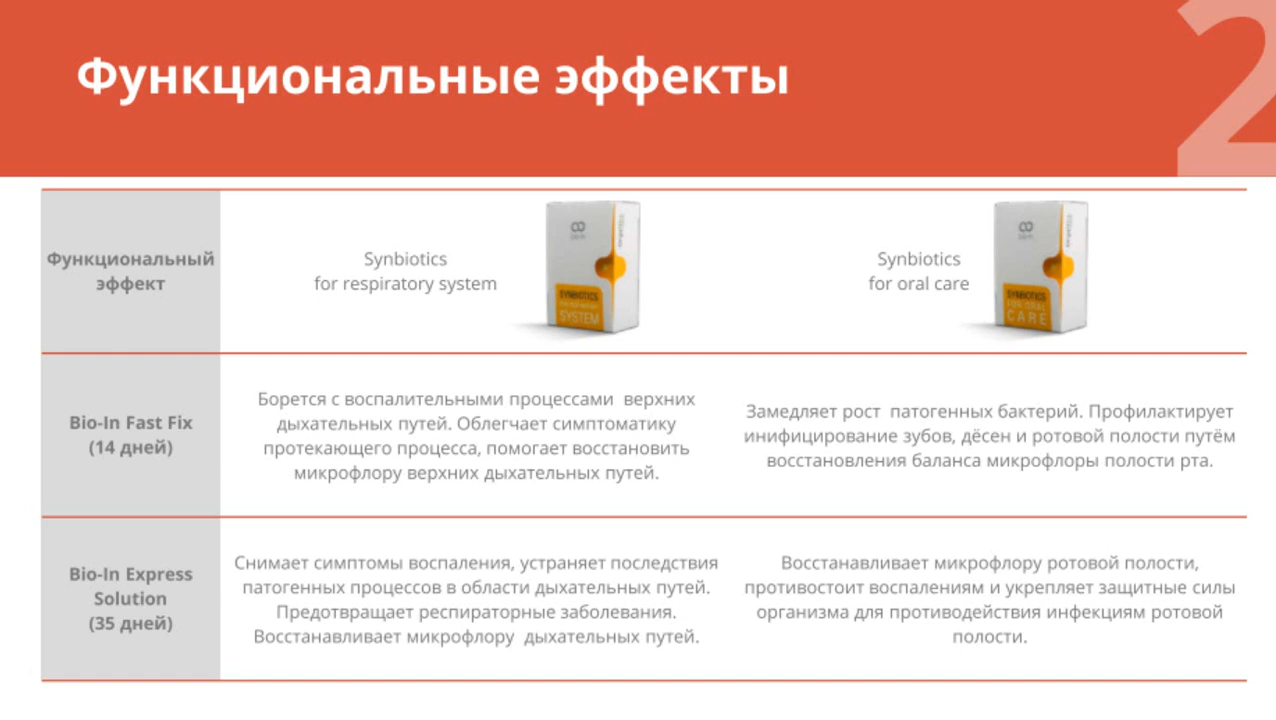 Функциональные эффекты
2
Функциональный
эффект
Synbiotics
for respiratory system
SYNBIOTICS
SYSTEM
Synbiotics
for oral care
SYNBIOTICS
FOR ORAL
CARE
Bio-In Fast Fix
(14 дней)
Борется с воспалительными процессами верхних
дыхательных путей. Облегчает симптоматику
протекающего процесса, помогает восстановить
микрофлору верхних дыхательных путей.
Замедляет рост патогенных бактерий. Профилактирует
инифицирование зубов, дёсен и ротовой полости путём
восстановления баланса микрофлоры полости рта.
Bio-In Express
Solution
(35 дней)
Снимает симптомы воспаления, устраняет последствия
патогенных процессов в области дыхательных путей.
Предотвращает респираторные заболевания.
Восстанавливает микрофлору дыхательных путей.
Восстанавливает микрофлору ротовой полости,
противостоит воспалениям и укрепляет защитные силы
организма для противодействия инфекциям ротовой
полости.